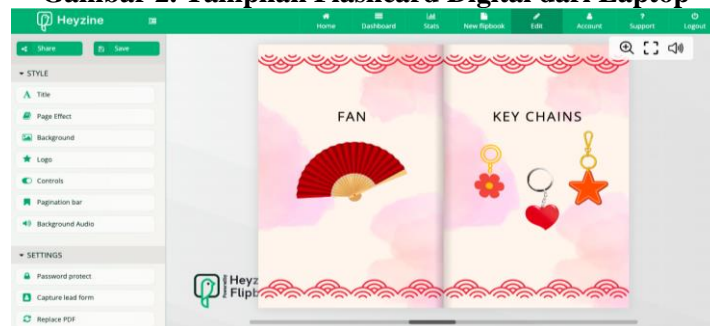 Gambar 2. Tampilan Flashcard Digital dari Laptop
Heyzine
Home Dashboard Stats New flipbook Edit Account Support Logout
Share Save
STYLE
Title
Page Effect
Background
Logo
Controls
Pagination bar
Background Audio
SETTINGS
Password protect
Capture lead form
Replace PDF
FAN
KEY CHAINS
Heyz
Flipb